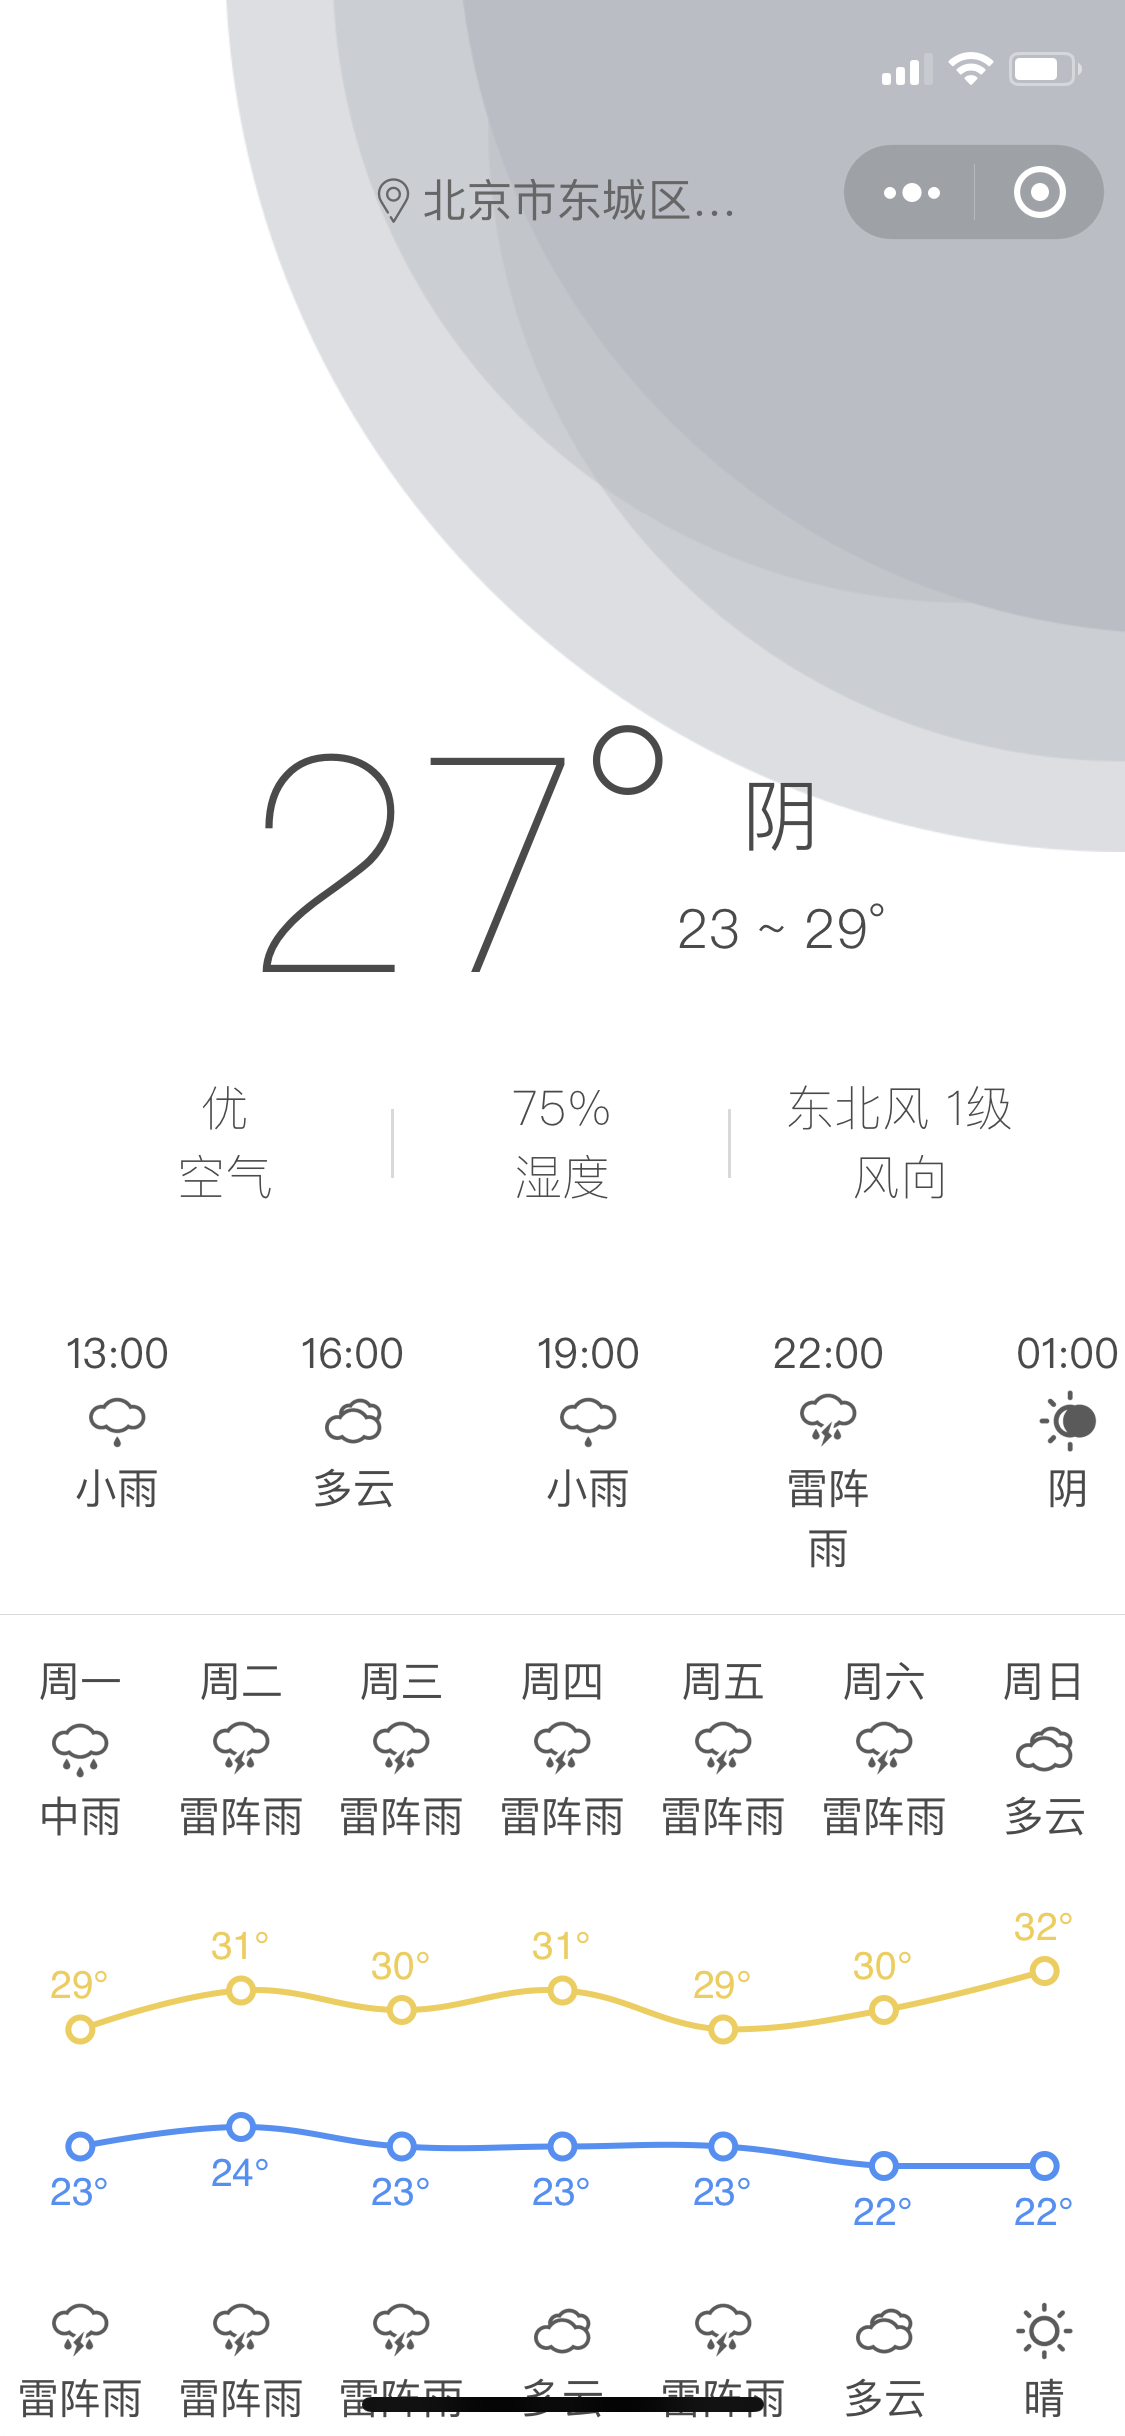 北京市东城区...
27°
阴
23 ~ 29°
优
75%
东北风 1级
空气
湿度
风向
13:00 16:00 19:00 22:00 01:00
小雨 多云 小雨 雷阵雨 阴
周一 周二 周三 周四 周五 周六 周日
中雨 雷阵雨 雷阵雨 雷阵雨 雷阵雨 雷阵雨 多云
29° 31° 30° 31° 29° 30° 32°
23° 24° 23° 23° 23° 22° 22°
雷阵雨 雷阵雨 雷阵雨 多云 雷阵雨 多云 晴